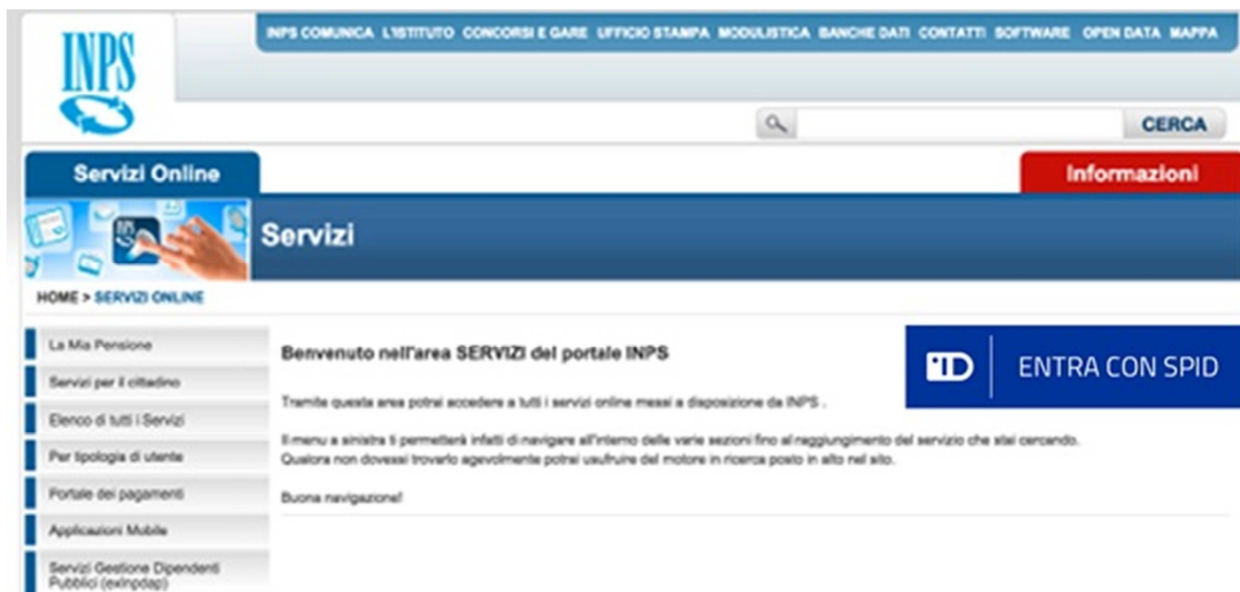 INPS
INPS COMUNICA L'ISTITUTO CONCORSI E GARE UFFICIO STAMPA MODULISTICA BANCHE DATI CONTATTI SOFTWARE OPEN DATA MAPPA
CERCA
Servizi Online
Informazioni
INPS
Servizi
HOME > SERVIZI ONLINE
La Mia Pensione
Servizi per il cittadino
Elenco di tutti i Servizi
Per tipologia di utente
Portale dei pagamenti
Applicazioni Mobile
Servizi Gestione Dipendenti
Pubblici (exInpdap)
Benvenuto nell'area SERVIZI del portale INPS
ID ENTRA CON SPID
Tramite questa area potrai accedere a tutti i servizi online messi a disposizione da INPS .
Il menu a sinistra ti permetterà infatti di navigare all'interno delle varie sezioni fino al raggiungimento del servizio che stai cercando.
Qualora non dovessi trovarlo agevolmente potrai usufruire del motore in ricerca posto in alto nel sito.
Buona navigazione!